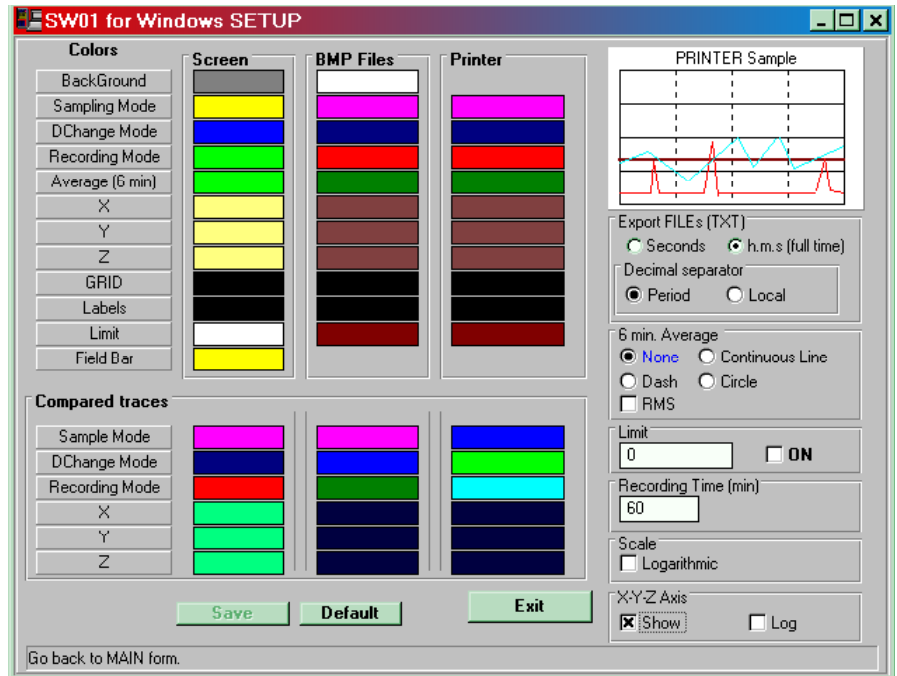 SW01 for Windows SETUP
Colors
Screen
BMP Files
Printer
BackGround
Sampling Mode
DChange Mode
Recording Mode
Average (6 min)
X
Y
Z
GRID
Labels
Limit
Field Bar
Compared traces
Sample Mode
DChange Mode
Recording Mode
X
Y
Z
Save
Default
Exit
PRINTER Sample
Export FILEs (TXT)
Seconds
h.m.s (full time)
Decimal separator
Period
Local
6 min. Average
None
Continuous Line
Dash
Circle
RMS
Limit
0
ON
Recording Time (min)
60
Scale
Logarithmic
X-Y-Z Axis
Show
Log
Go back to MAIN form.